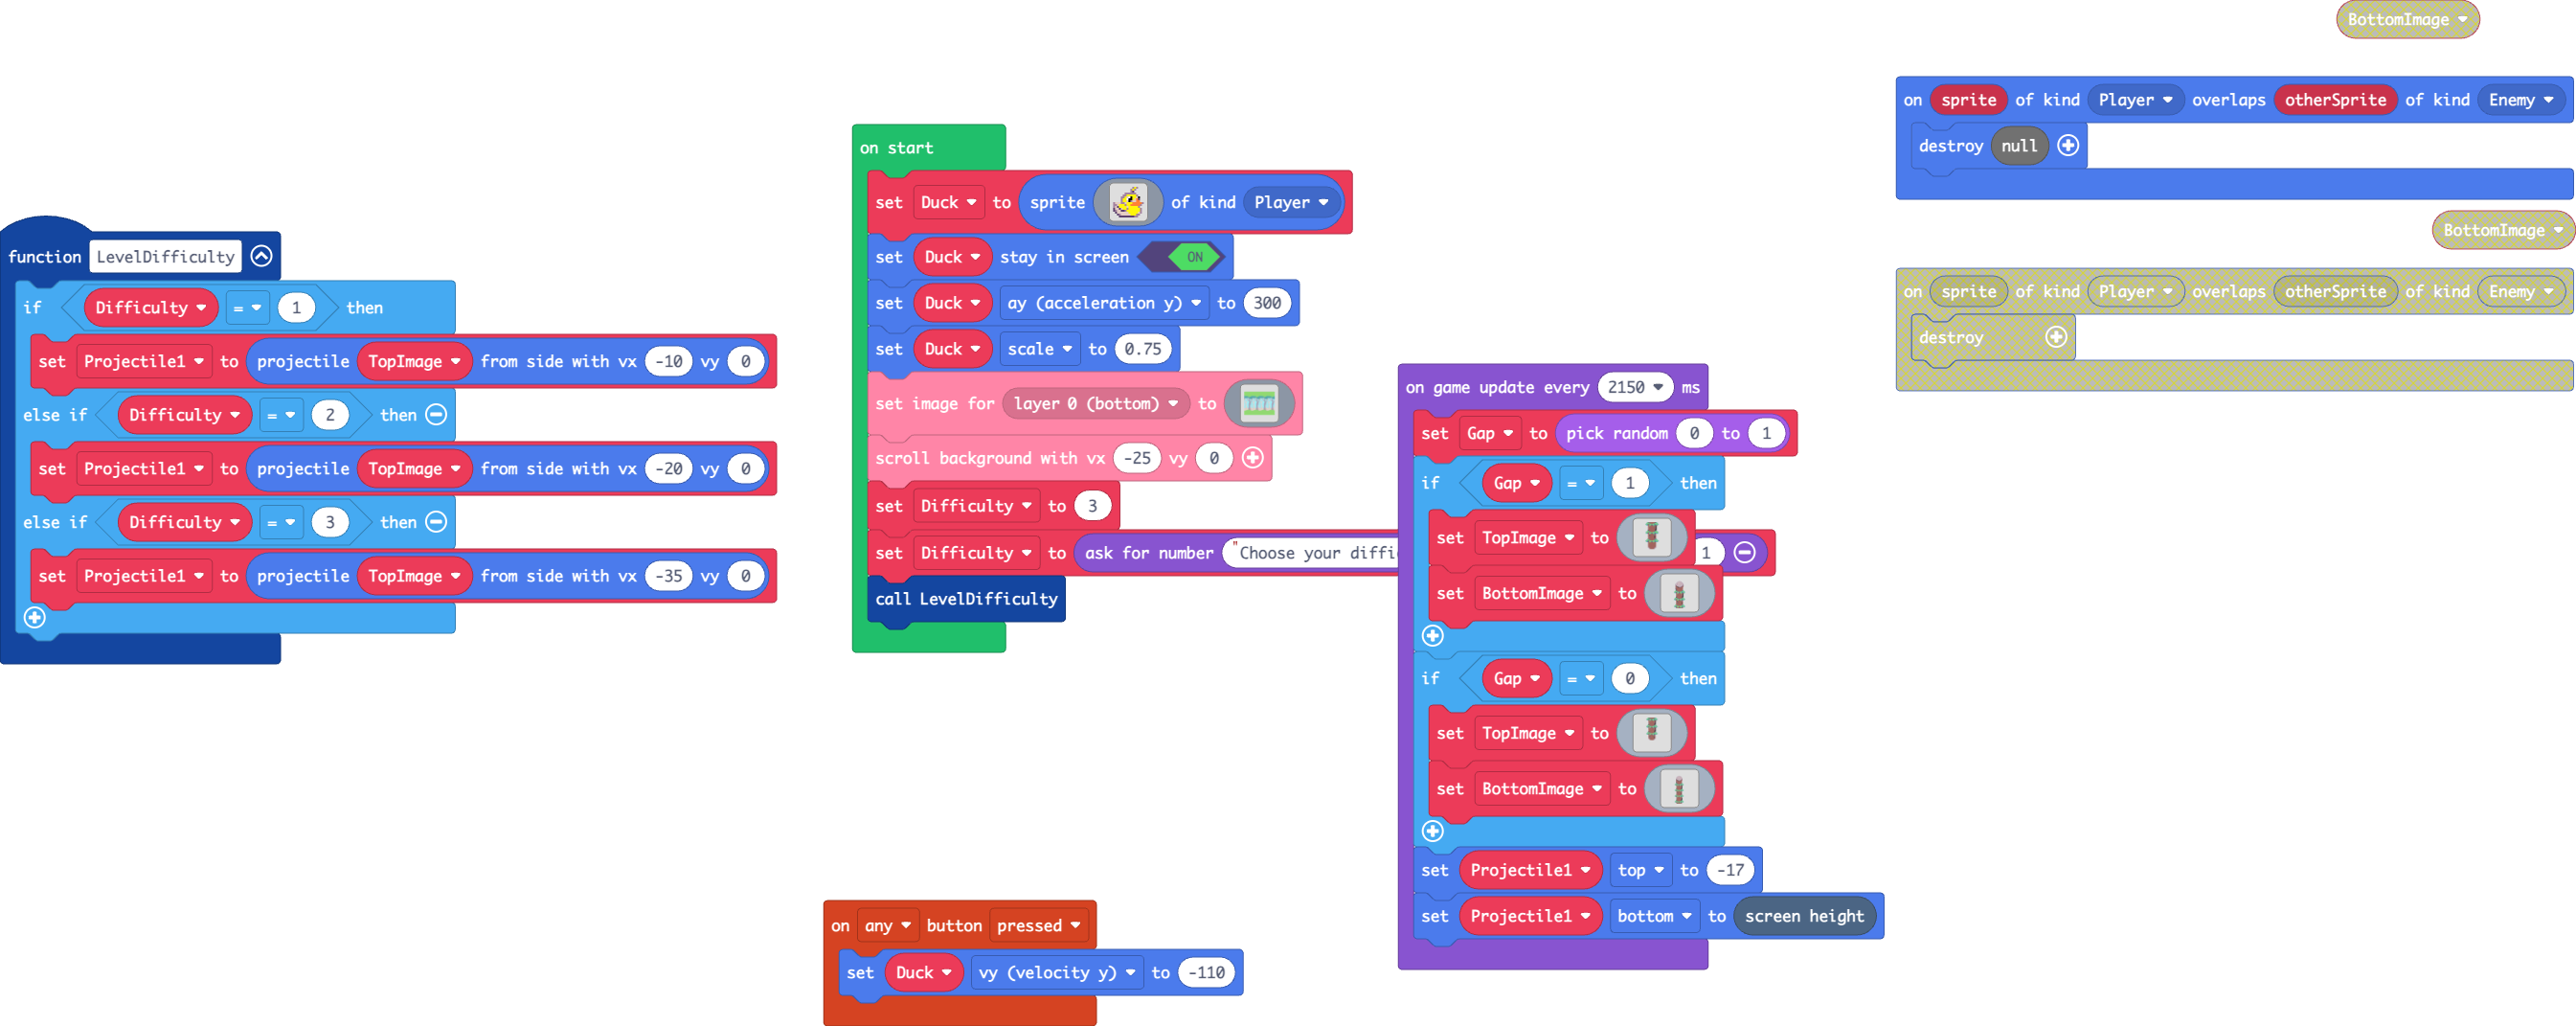 function LevelDifficulty
if Difficulty = 1 then
set Projectile1 to projectile TopImage from side with vx -10 vy 0
else if Difficulty = 2 then
set Projectile1 to projectile TopImage from side with vx -20 vy 0
else if Difficulty = 3 then
set Projectile1 to projectile TopImage from side with vx -35 vy 0
on start
set Duck to sprite of kind Player
set Duck stay in screen ON
set Duck ay (acceleration y) to 300
set Duck scale to 0.75
set image for layer 0 (bottom) to
scroll background with vx -25 vy 0
set Difficulty to 3
set Difficulty to ask for number "Choose your diffi 1
call LevelDifficulty
on any button pressed
set Duck vy (velocity y) to -110
on game update every 2150 ms
set Gap to pick random 0 to 1
if Gap = 1 then
set TopImage to
set BottomImage to
if Gap = 0 then
set TopImage to
set BottomImage to
set Projectile1 top to -17
set Projectile1 bottom to screen height
BottomImage
on sprite of kind Player overlaps otherSprite of kind Enemy
destroy null
BottomImage
on sprite of kind Player overlaps otherSprite of kind Enemy
destroy